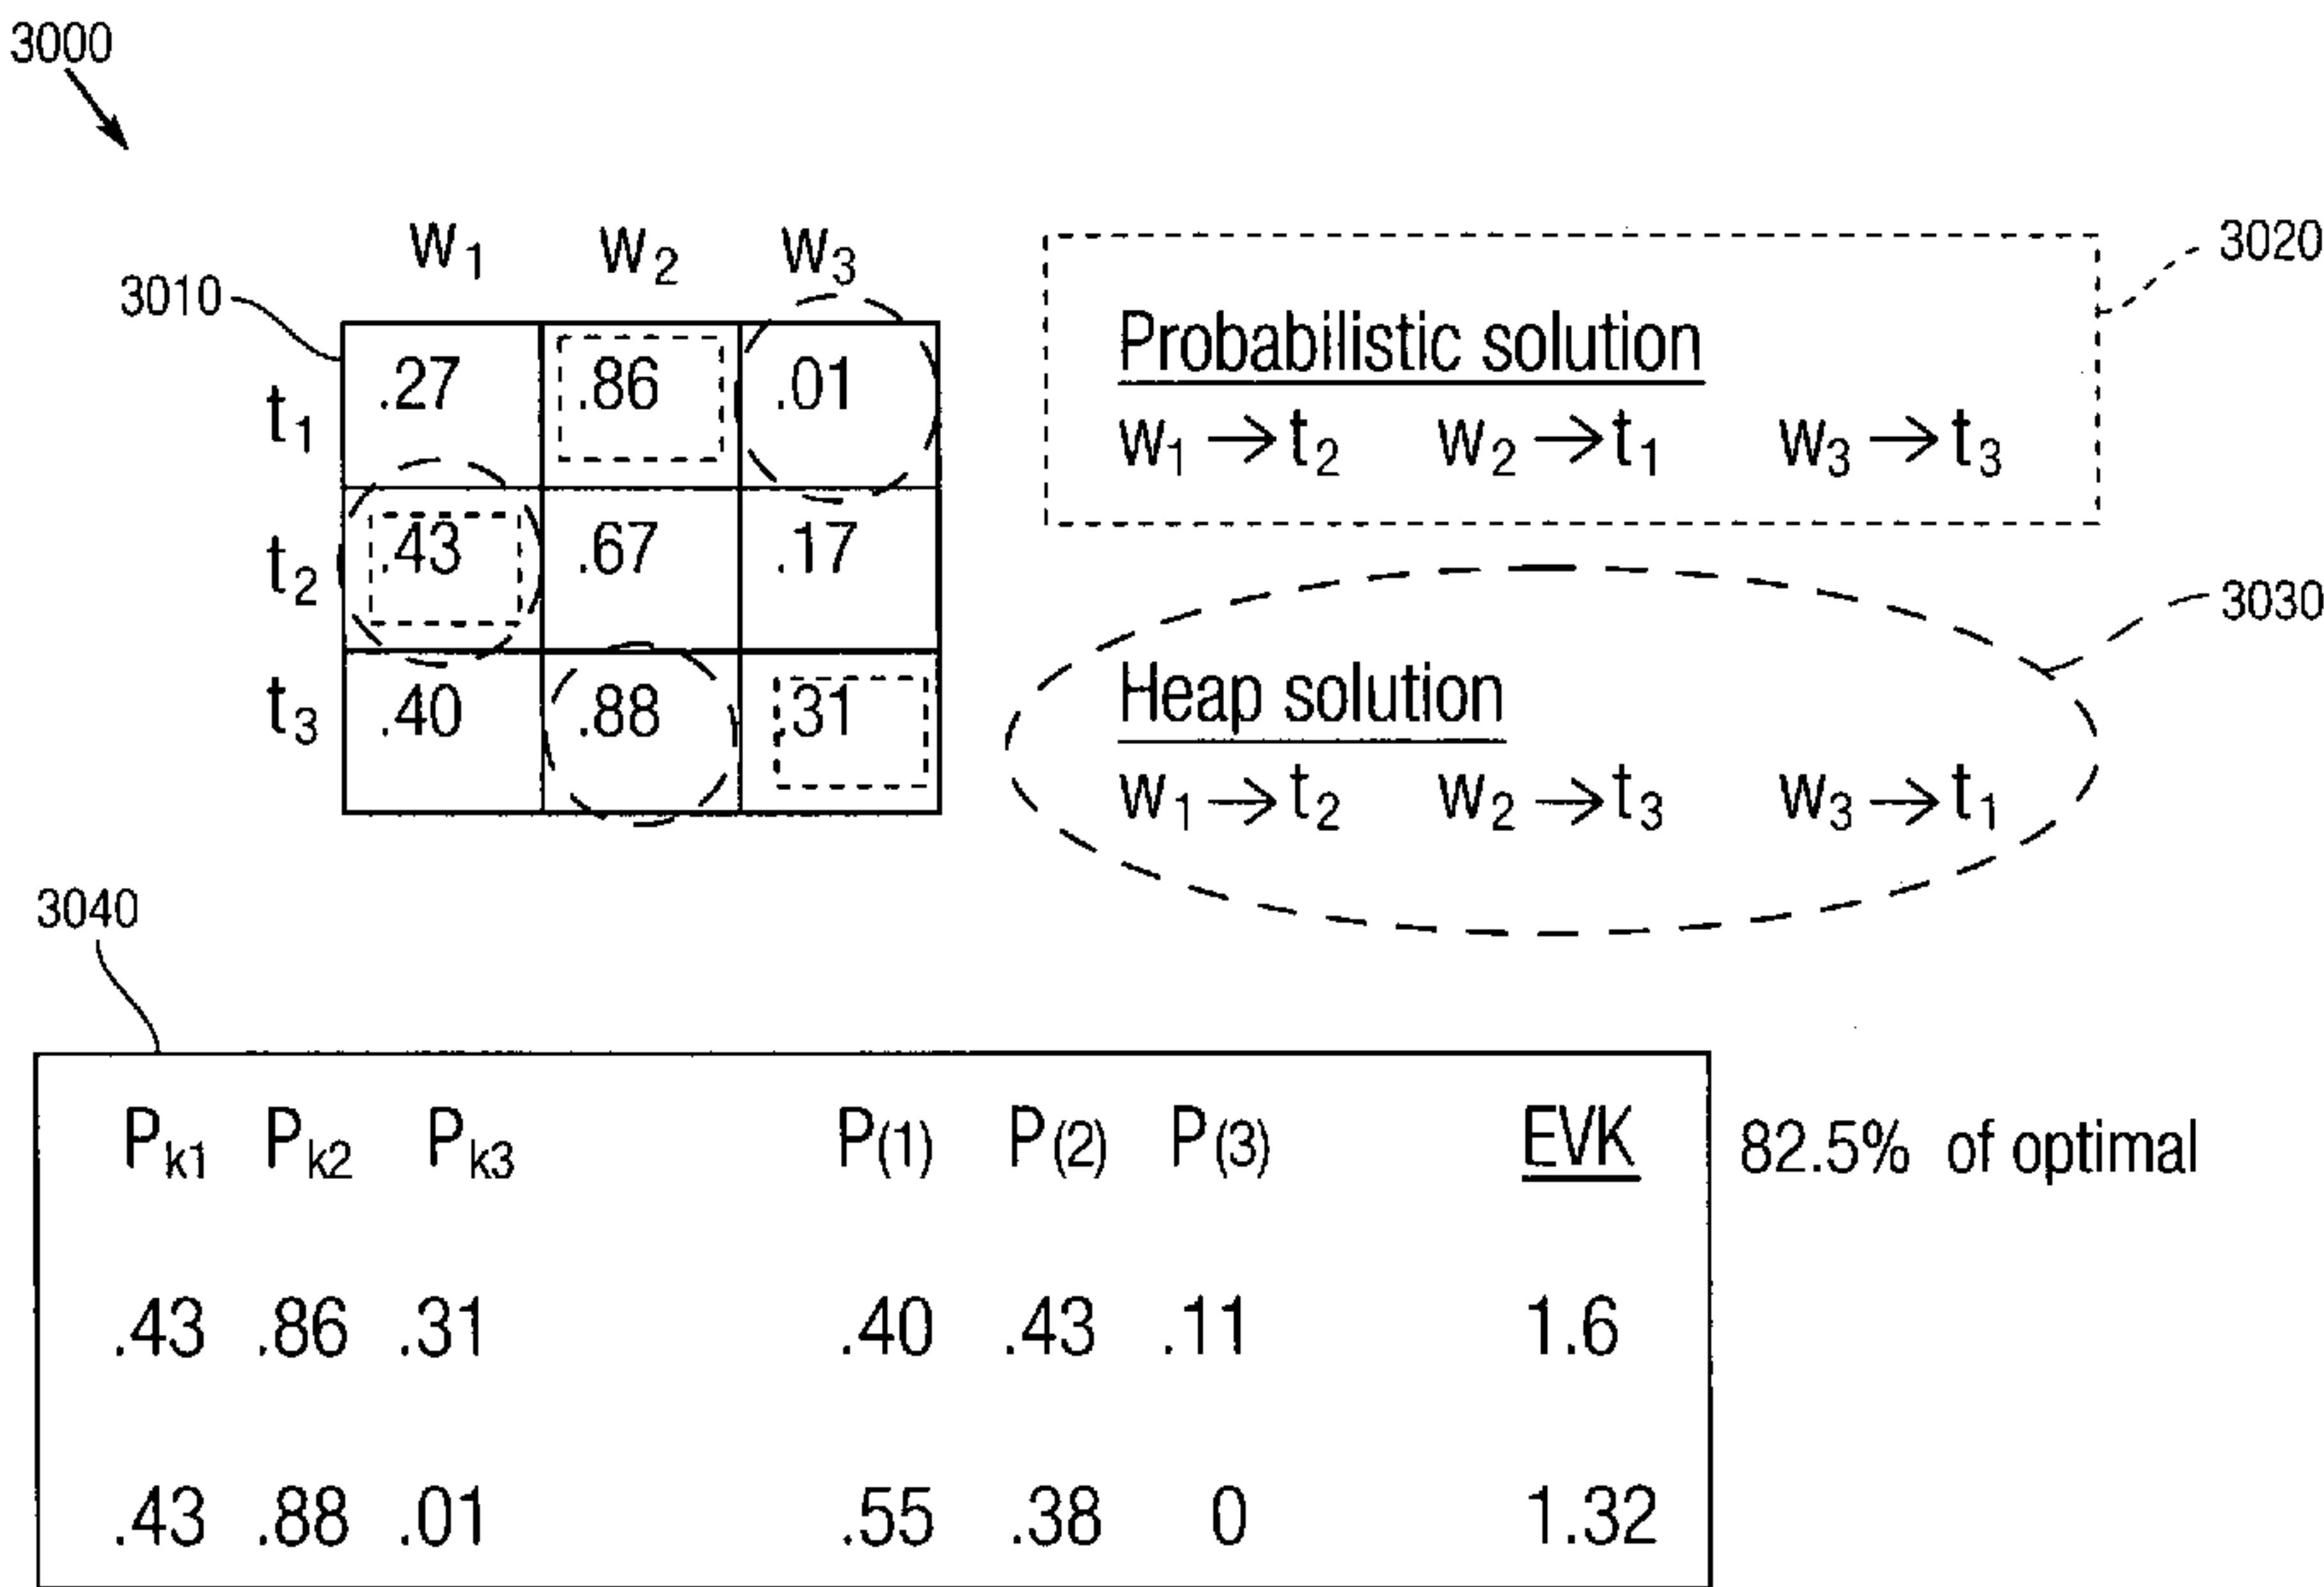 3000
w₁ w₂ w₃
3010
t₁ .27 .86 .01
t₂ .43 .67 .17
t₃ .40 .88 .31
3020
Probabilistic solution
w₁ → t₂ w₂ → t₁ w₃ → t₃
3030
Heap solution
w₁ → t₂ w₂ → t₃ w₃ → t₁
3040
Pₖ₁ Pₖ₂ Pₖ₃ P₍₁₎ P₍₂₎ P₍₃₎ EVK 82.5% of optimal
.43 .86 .31 .40 .43 .11 1.6
.43 .88 .01 .55 .38 0 1.32